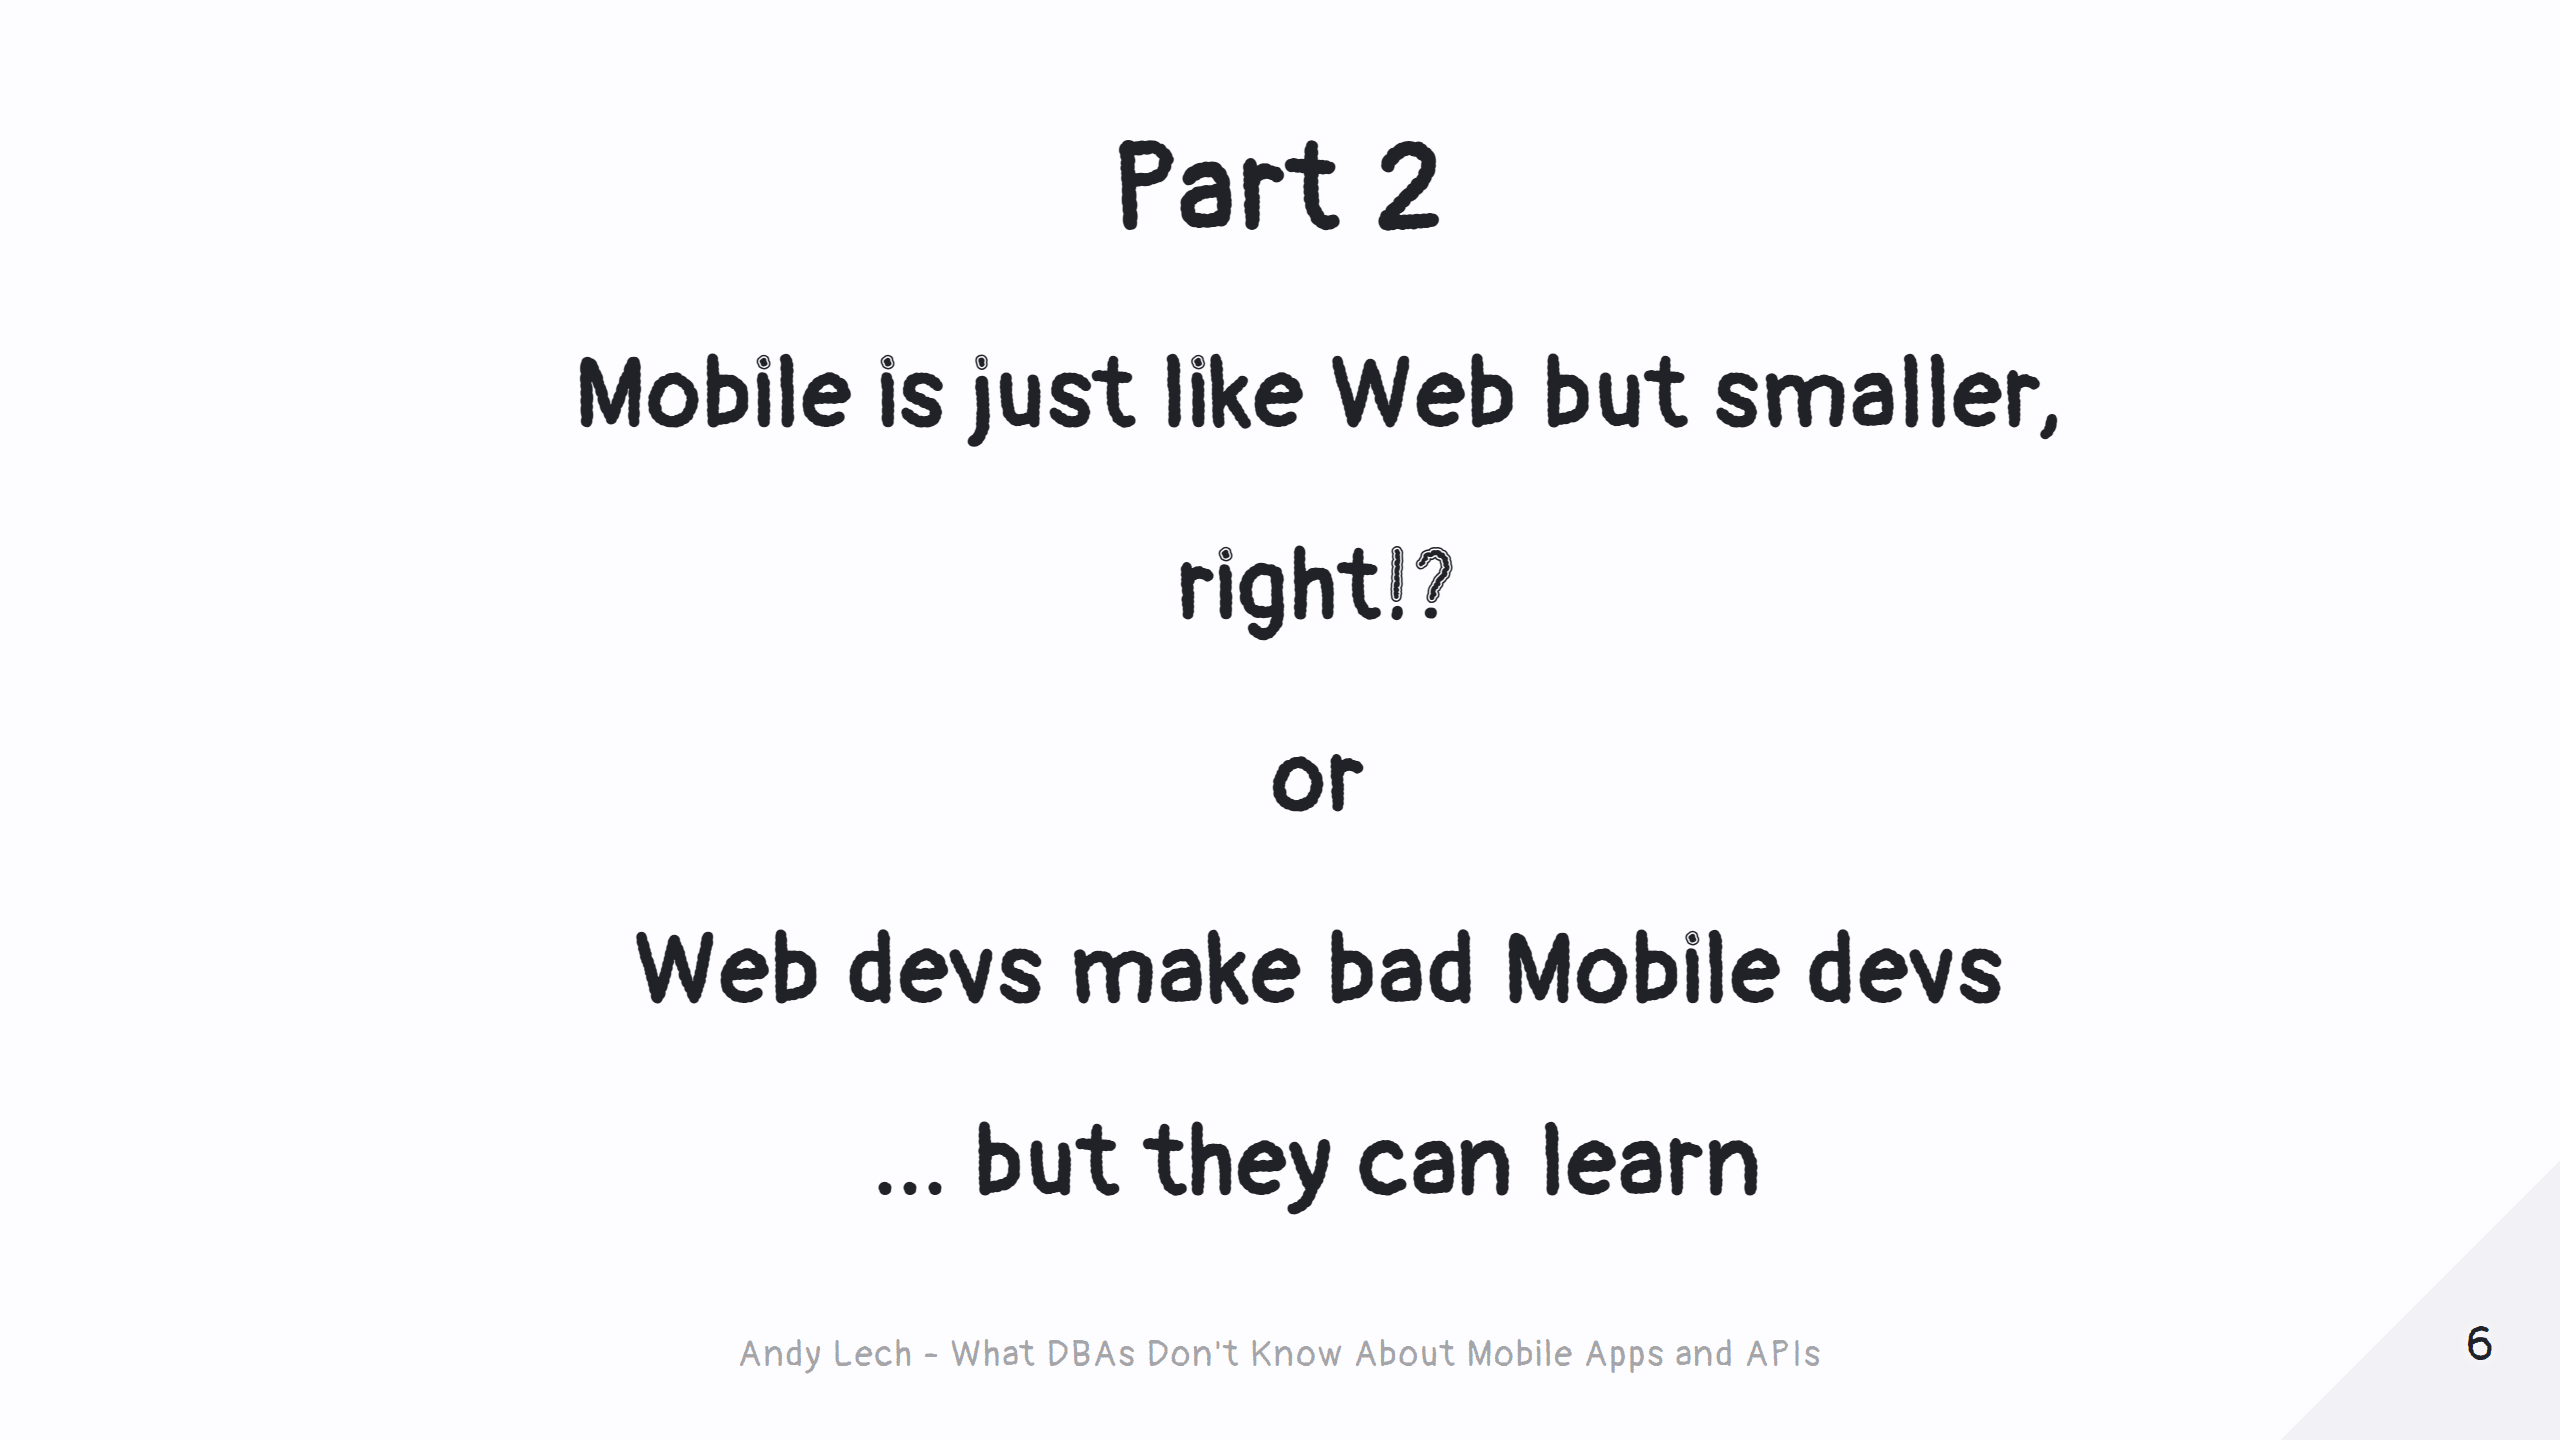 Part 2
Mobile is just like Web but smaller,
right!?
or
Web devs make bad Mobile devs
... but they can learn
Andy Lech - What DBAs Don't Know About Mobile Apps and APIs
6